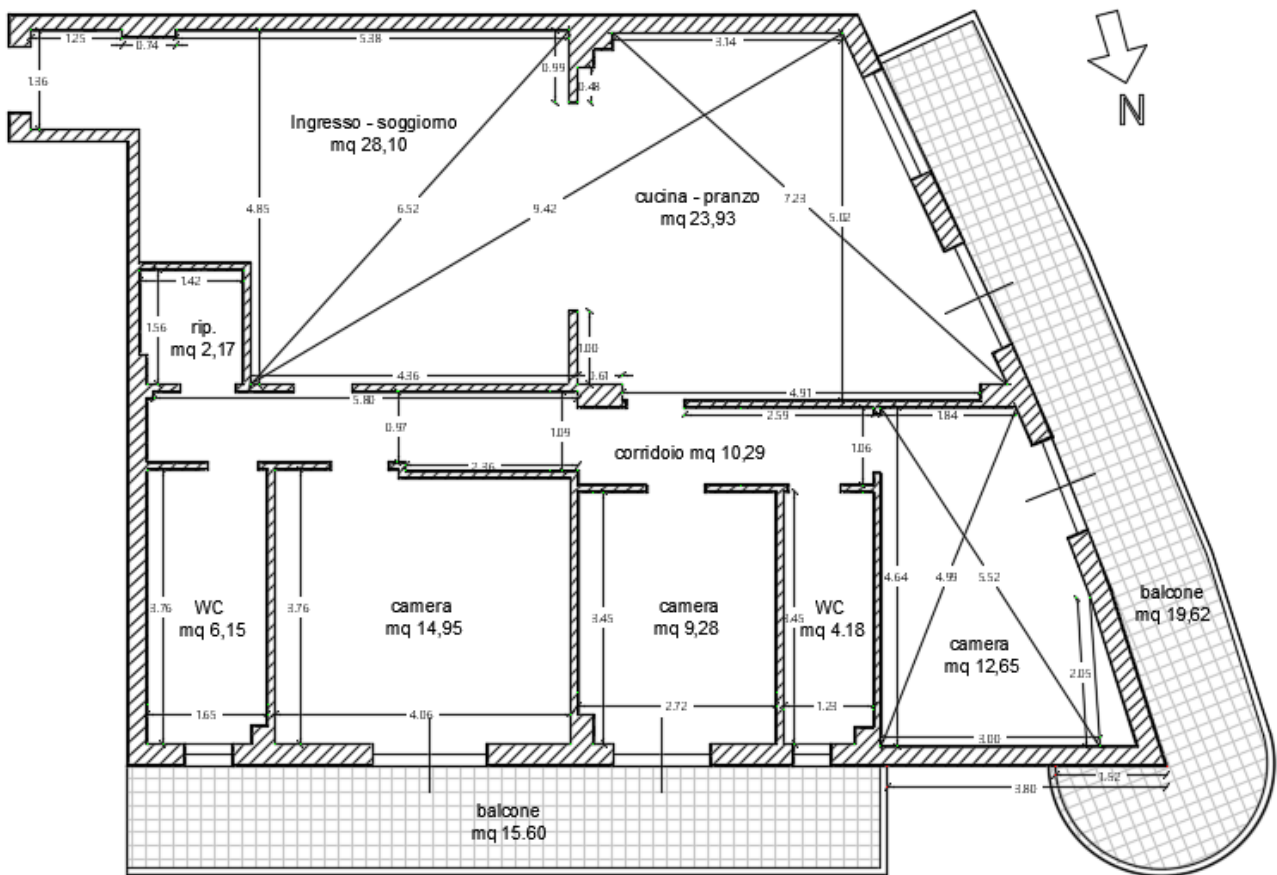 1.25
0.74
5.38
3.14
1.36
0.99
0.48
N
Ingresso - soggiorno
mq 28,10
cucina - pranzo
mq 23,93
4.85
6.52
9.42
7.23
5.02
1.42
1.56
rip.
mq 2,17
1.00
4.36
0.61
4.91
5.80
0.97
1.09
2.59
1.84
1.06
corridoio mq 10,29
2.36
3.76
WC
mq 6,15
3.76
camera
mq 14,95
3.45
camera
mq 9,28
3.45
WC
mq 4.18
4.64
4.99
5.52
camera
mq 12,65
2.05
balcone
mq 19,62
1.65
4.06
2.72
1.23
3.00
1.52
3.80
balcone
mq 15.60